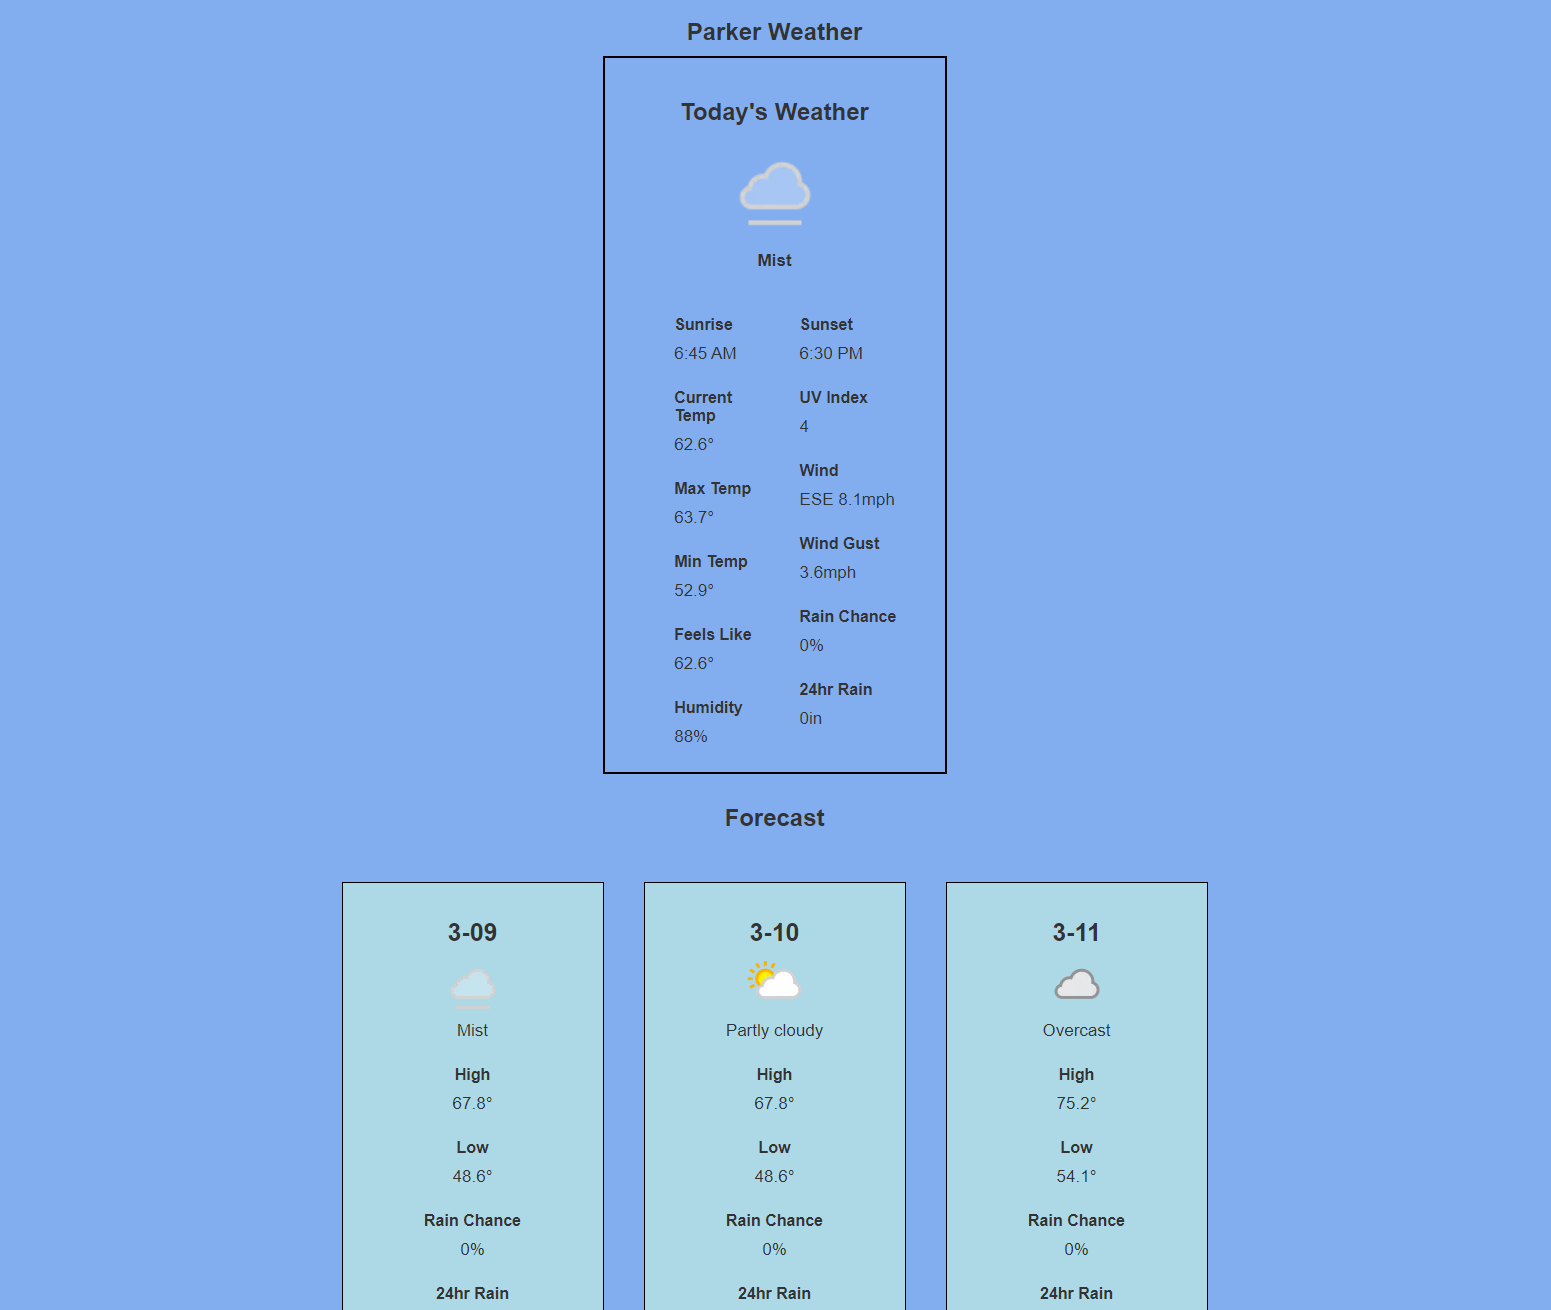 Parker Weather
Today's Weather
Mist
Sunrise
6:45 AM
Current
Temp
62.6°
Max Temp
63.7°
Min Temp
52.9°
Feels Like
62.6°
Humidity
88%
Sunset
6:30 PM
UV Index
4
Wind
ESE 8.1mph
Wind Gust
3.6mph
Rain Chance
0%
24hr Rain
0in
Forecast
3-09
Mist
High
67.8°
Low
48.6°
Rain Chance
0%
24hr Rain
3-10
Partly cloudy
High
67.8°
Low
48.6°
Rain Chance
0%
24hr Rain
3-11
Overcast
High
75.2°
Low
54.1°
Rain Chance
0%
24hr Rain